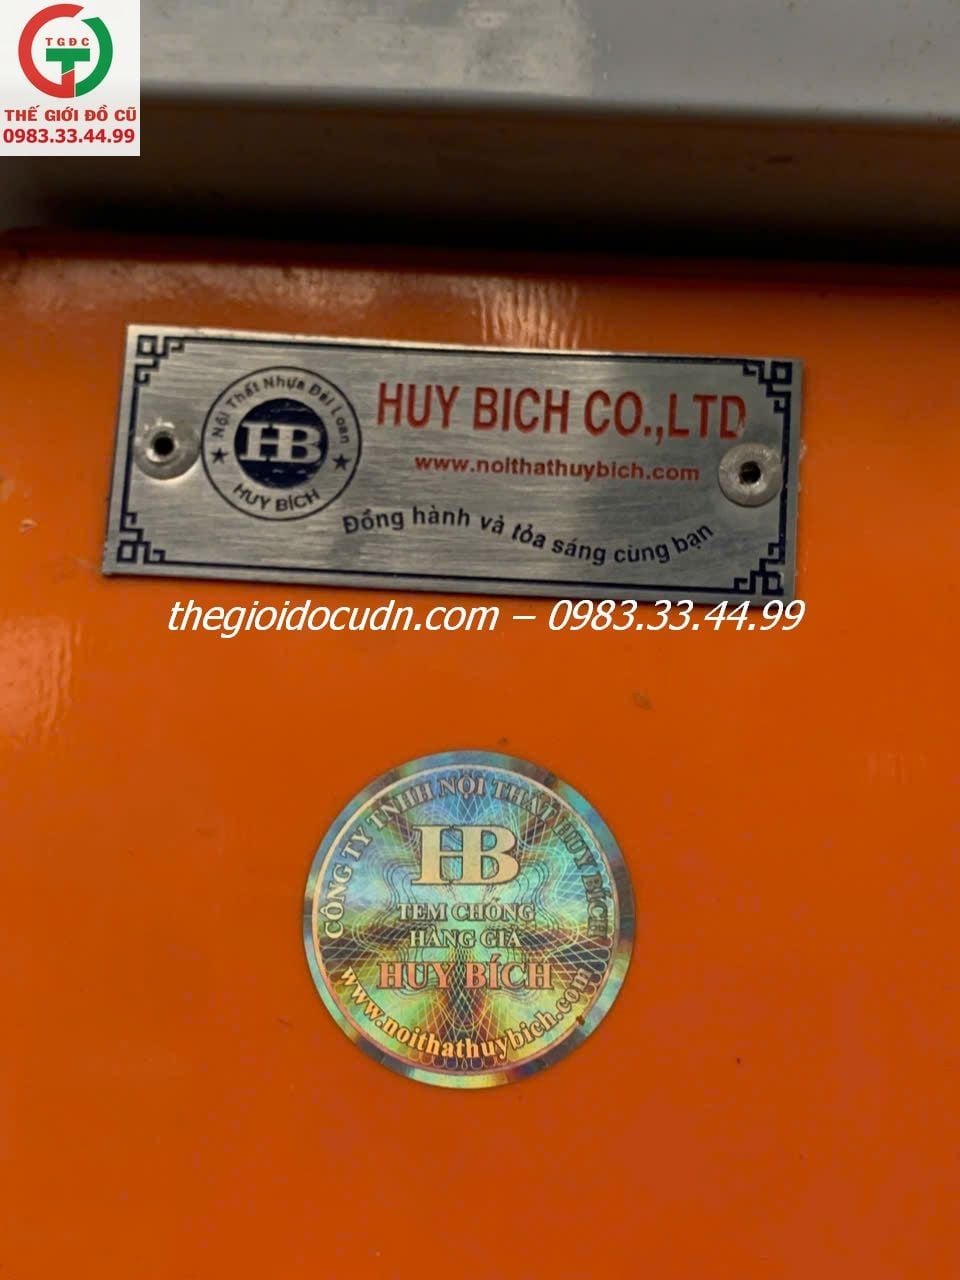 TGĐC
THẾ GIỚI ĐỒ CŨ
0983.33.44.99
Nội Thất Nhựa Đài Loan
HB
HUY BÍCH
HUY BICH CO.,LTD
www.noithathuybich.com
Đồng hành và tỏa sáng cùng bạn
thegioidocudn.com – 0983.33.44.99
CÔNG TY TNHH NỘI THẤT HUY BÍCH
HB
TEM CHỐNG
HÀNG GIẢ
HUY BÍCH
www.noithathuybich.com